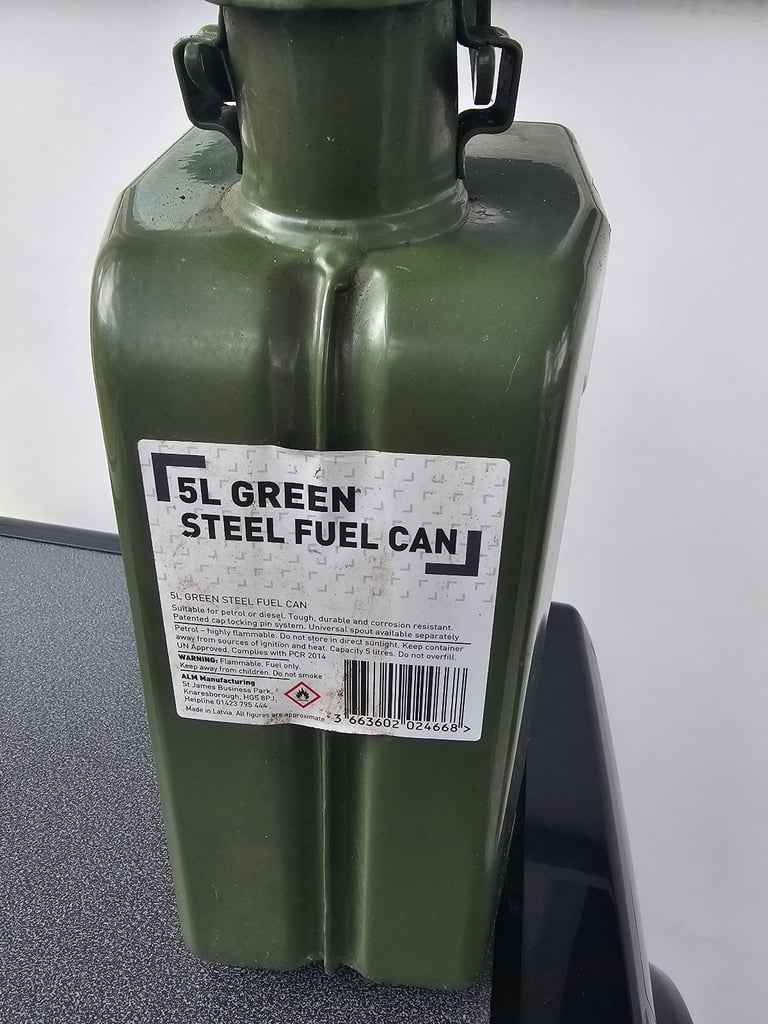 5L GREEN
STEEL FUEL CAN
5L GREEN STEEL FUEL CAN
Suitable for petrol or diesel. Tough, durable and corrosion resistant.
Patented cap locking pin system. Universal spout available separately
Petrol – highly flammable. Do not store in direct sunlight. Keep container
away from sources of ignition and heat. Capacity 5 litres. Do not overfill.
UN Approved. Complies with PCR 2014
WARNING: Flammable. Fuel only.
Keep away from children. Do not smoke
ALM Manufacturing
St James Business Park,
Knaresborough, HG5 8PJ.
Helpline 01423 795 444
Made in Latvia. All figures are approximate
3 663602 024668 >